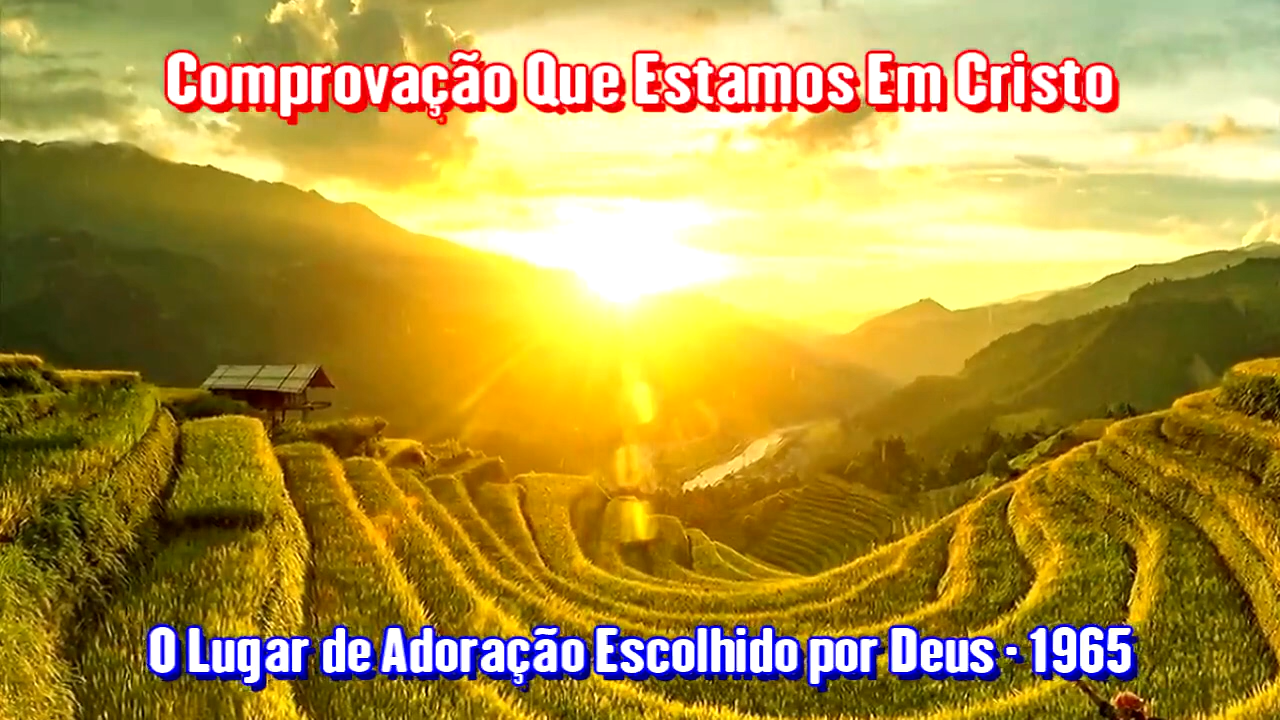 Comprovação Que Estamos Em Cristo
O Lugar de Adoração Escolhido por Deus - 1965